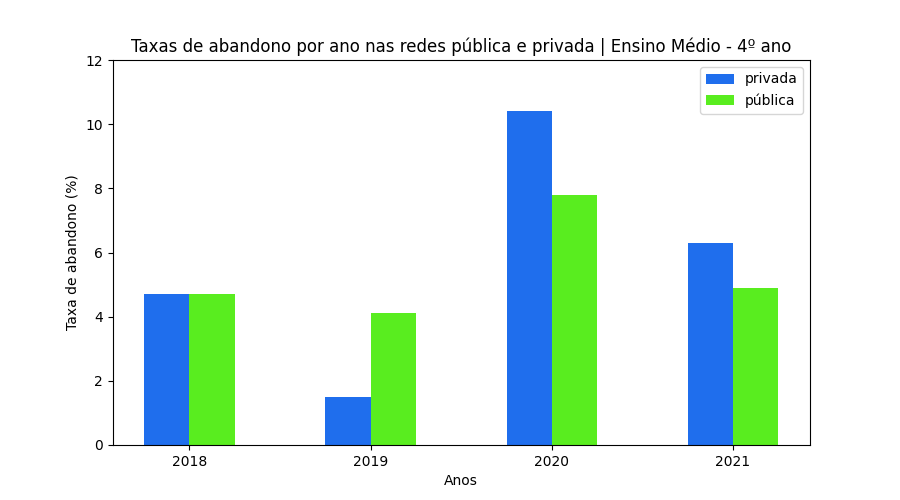 Taxas de abandono por ano nas redes pública e privada | Ensino Médio - 4º ano
privada
pública
12
10
8
6
4
2
0
Taxa de abandono (%)
2018 2019 2020 2021
Anos